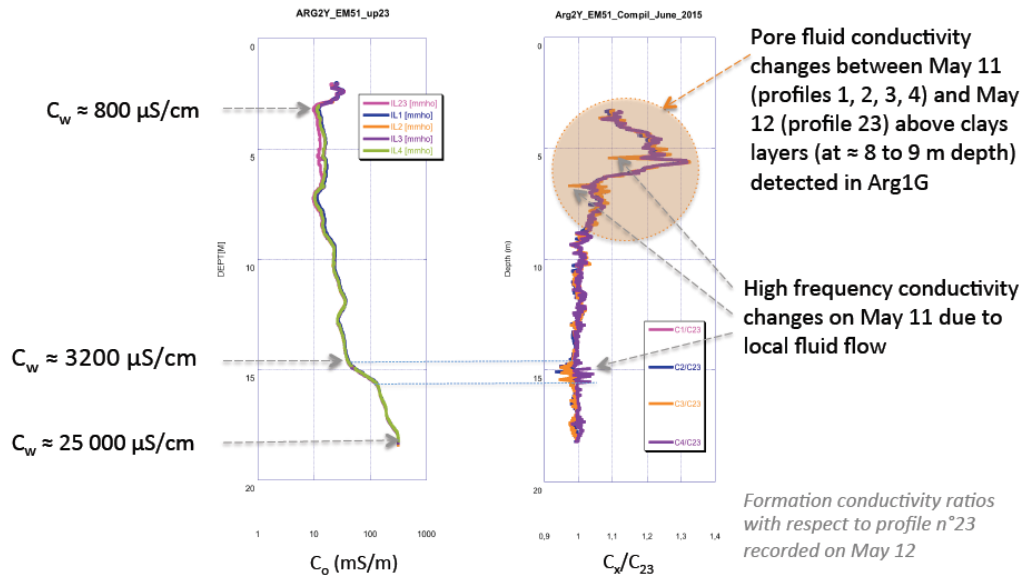 ARG2Y_EM51_up23
Arg2Y_EM51_Compil_June_2015
Pore fluid conductivity
changes between May 11
(profiles 1, 2, 3, 4) and May
12 (profile 23) above clays
layers (at ≈ 8 to 9 m depth)
detected in Arg1G
High frequency conductivity
changes on May 11 due to
local fluid flow
Cw ≈ 800 µS/cm
Cw ≈ 3200 µS/cm
Cw ≈ 25 000 µS/cm
IL23 [mmho]
IL1 [mmho]
IL2 [mmho]
IL3 [mmho]
IL4 [mmho]
0
5
10
15
20
DEPT[M]
1
10
100
1000
Co (mS/m)
0
5
10
15
20
Depth (m)
C1/C23
C2/C23
C3/C23
C4/C23
0,9
1
1,1
1,2
1,3
1,4
Cx/C23
Formation conductivity ratios
with respect to profile n°23
recorded on May 12